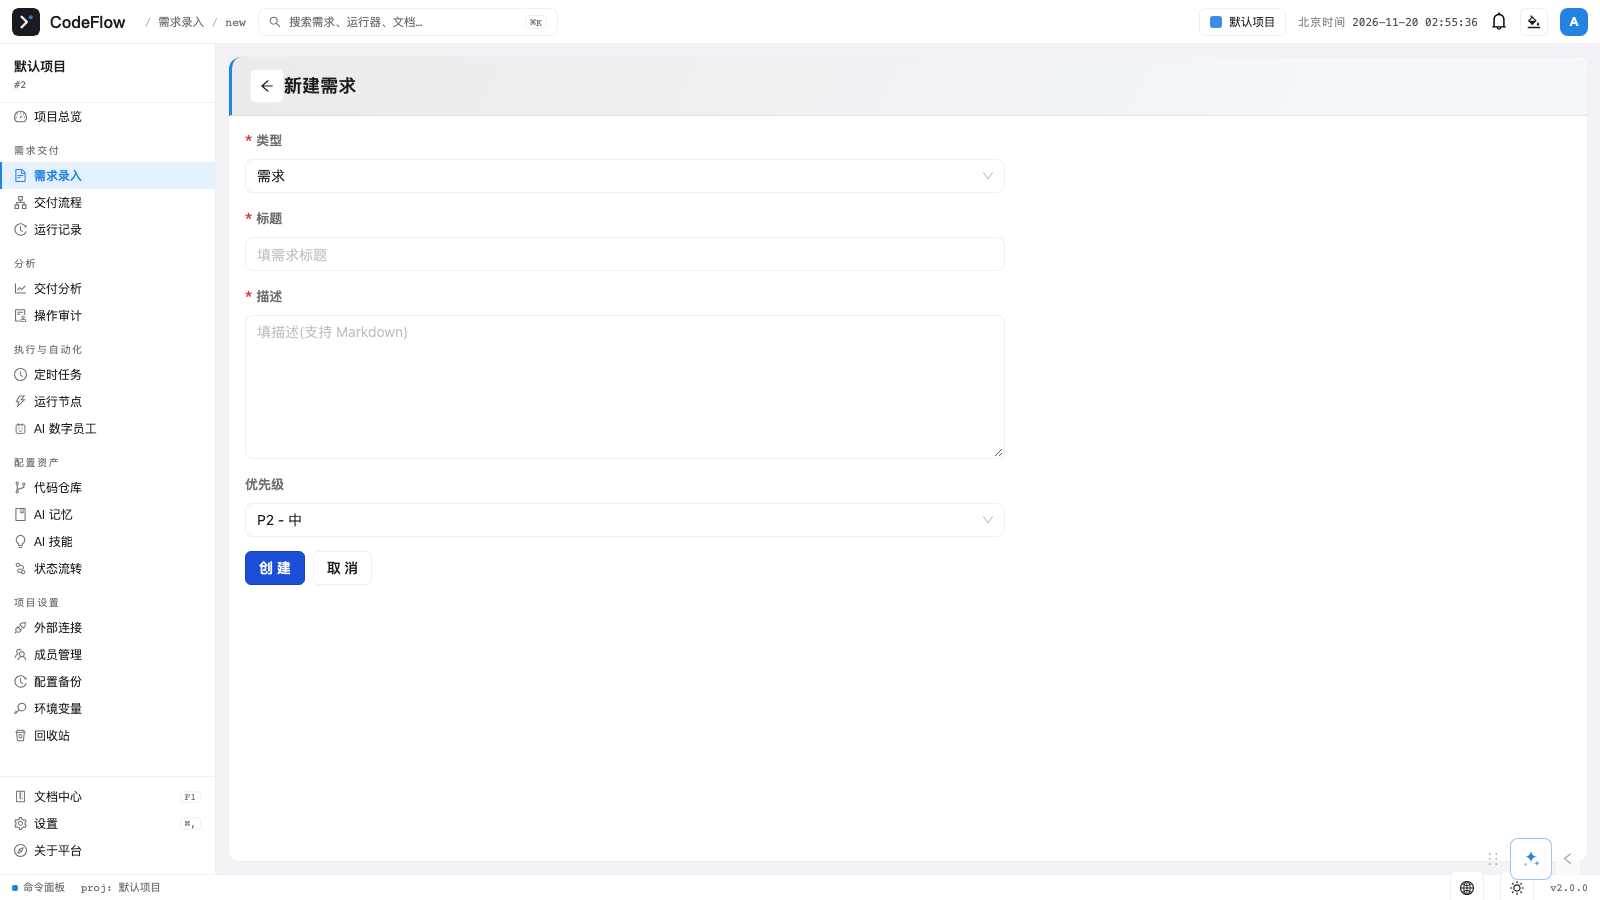 CodeFlow
/ 需求录入 / new
搜索需求、运行器、文档... ⌘K
默认项目
北京时间 2026-11-20 02:55:36
A
默认项目
#2
项目总览
需求交付
需求录入
交付流程
运行记录
分析
交付分析
操作审计
执行与自动化
定时任务
运行节点
AI 数字员工
配置资产
代码仓库
AI 记忆
AI 技能
状态流转
项目设置
外部连接
成员管理
配置备份
环境变量
回收站
文档中心 F1
设置 ⌘,
关于平台
新建需求
* 类型
需求
* 标题
填需求标题
* 描述
填描述(支持 Markdown)
优先级
P2 - 中
创 建
取 消
命令面板 proj: 默认项目
v2.0.0